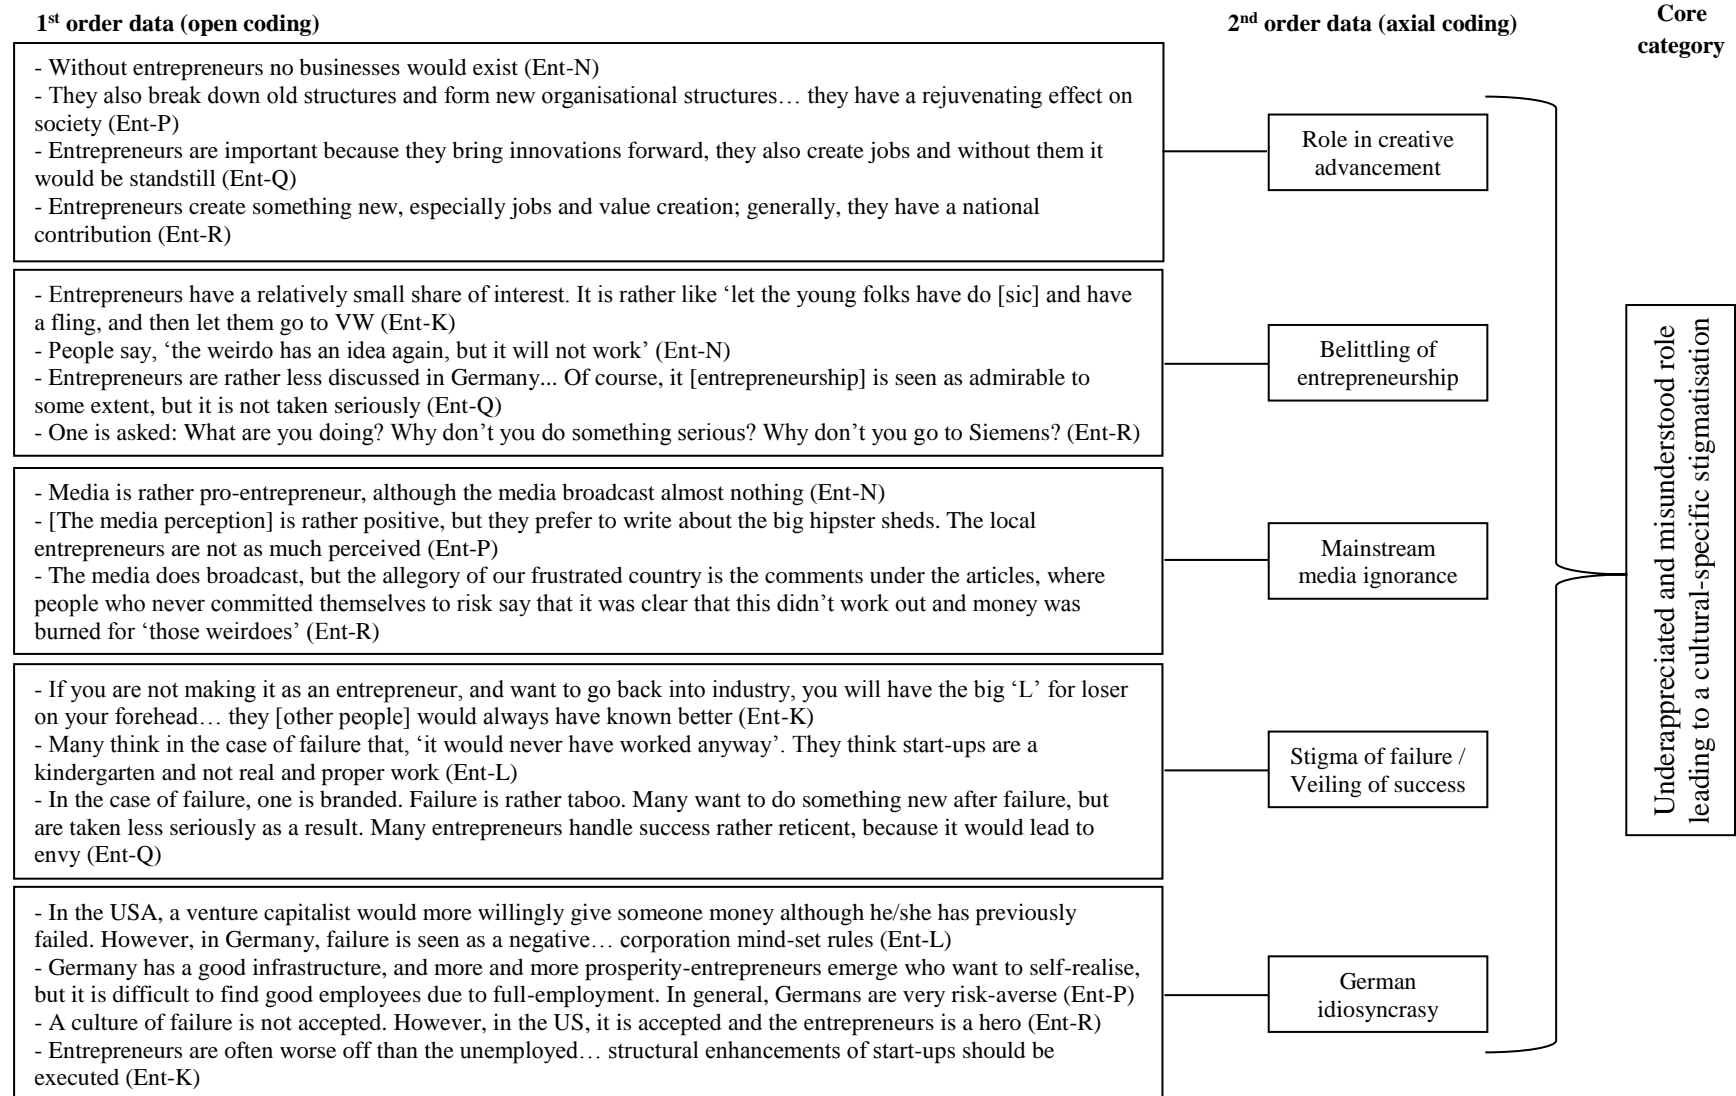 1st order data (open coding)
2nd order data (axial coding)
Core
category
- Without entrepreneurs no businesses would exist (Ent-N)
- They also break down old structures and form new organisational structures… they have a rejuvenating effect on
society (Ent-P)
- Entrepreneurs are important because they bring innovations forward, they also create jobs and without them it
would be standstill (Ent-Q)
- Entrepreneurs create something new, especially jobs and value creation; generally, they have a national
contribution (Ent-R)
Role in creative
advancement
- Entrepreneurs have a relatively small share of interest. It is rather like ‘let the young folks have do [sic] and have
a fling, and then let them go to VW (Ent-K)
- People say, ‘the weirdo has an idea again, but it will not work’ (Ent-N)
- Entrepreneurs are rather less discussed in Germany... Of course, it [entrepreneurship] is seen as admirable to
some extent, but it is not taken seriously (Ent-Q)
- One is asked: What are you doing? Why don’t you do something serious? Why don’t you go to Siemens? (Ent-R)
Belittling of
entrepreneurship
- Media is rather pro-entrepreneur, although the media broadcast almost nothing (Ent-N)
- [The media perception] is rather positive, but they prefer to write about the big hipster sheds. The local
entrepreneurs are not as much perceived (Ent-P)
- The media does broadcast, but the allegory of our frustrated country is the comments under the articles, where
people who never committed themselves to risk say that it was clear that this didn’t work out and money was
burned for ‘those weirdoes’ (Ent-R)
Mainstream
media ignorance
- If you are not making it as an entrepreneur, and want to go back into industry, you will have the big ‘L’ for loser
on your forehead… they [other people] would always have known better (Ent-K)
- Many think in the case of failure that, ‘it would never have worked anyway’. They think start-ups are a
kindergarten and not real and proper work (Ent-L)
- In the case of failure, one is branded. Failure is rather taboo. Many want to do something new after failure, but
are taken less seriously as a result. Many entrepreneurs handle success rather reticent, because it would lead to
envy (Ent-Q)
Stigma of failure /
Veiling of success
- In the USA, a venture capitalist would more willingly give someone money although he/she has previously
failed. However, in Germany, failure is seen as a negative… corporation mind-set rules (Ent-L)
- Germany has a good infrastructure, and more and more prosperity-entrepreneurs emerge who want to self-realise,
but it is difficult to find good employees due to full-employment. In general, Germans are very risk-averse (Ent-P)
- A culture of failure is not accepted. However, in the US, it is accepted and the entrepreneurs is a hero (Ent-R)
- Entrepreneurs are often worse off than the unemployed… structural enhancements of start-ups should be
executed (Ent-K)
German
idiosyncrasy
Underappreciated and misunderstood role
leading to a cultural-specific stigmatisation